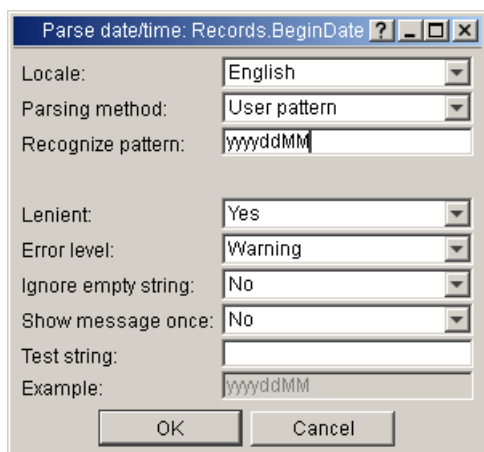 Parse date/time: Records.BeginDate
Locale: English
Parsing method: User pattern
Recognize pattern: yyyyddMM
Lenient: Yes
Error level: Warning
Ignore empty string: No
Show message once: No
Test string:
Example: yyyyddMM
OK Cancel